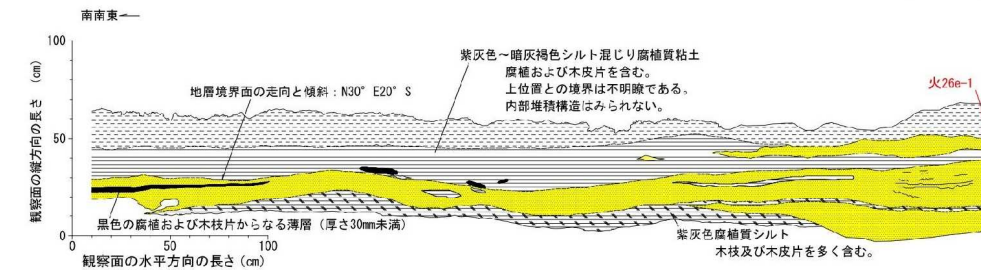 南南東←
100
観察面の縦方向の長さ (cm)
紫灰色~暗灰褐色シルト混じり腐植質粘土
腐植および木皮片を含む。
上位置との境界は不明瞭である。
内部堆積構造はみられない。
火26e-1
地層境界面の走向と傾斜：N30°E20°S
50
黒色の腐植および木枝片からなる薄層 (厚さ30mm未満)
紫灰色腐植質シルト
木枝及び木皮片を多く含む。
0
0
50
100
観察面の水平方向の長さ(cm)